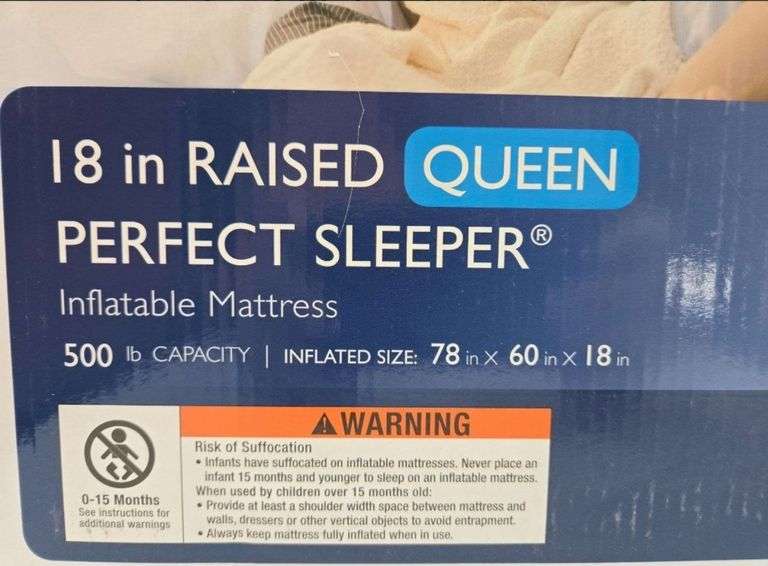 18 in RAISED QUEEN
PERFECT SLEEPER®
Inflatable Mattress
500 lb CAPACITY | INFLATED SIZE: 78 in X 60 in X 18 in
WARNING
Risk of Suffocation
• Infants have suffocated on inflatable mattresses. Never place an
infant 15 months and younger to sleep on an inflatable mattress.
When used by children over 15 months old:
• Provide at least a shoulder width space between mattress and
walls, dressers or other vertical objects to avoid entrapment.
• Always keep mattress fully inflated when in use.
0-15 Months
See instructions for
additional warnings